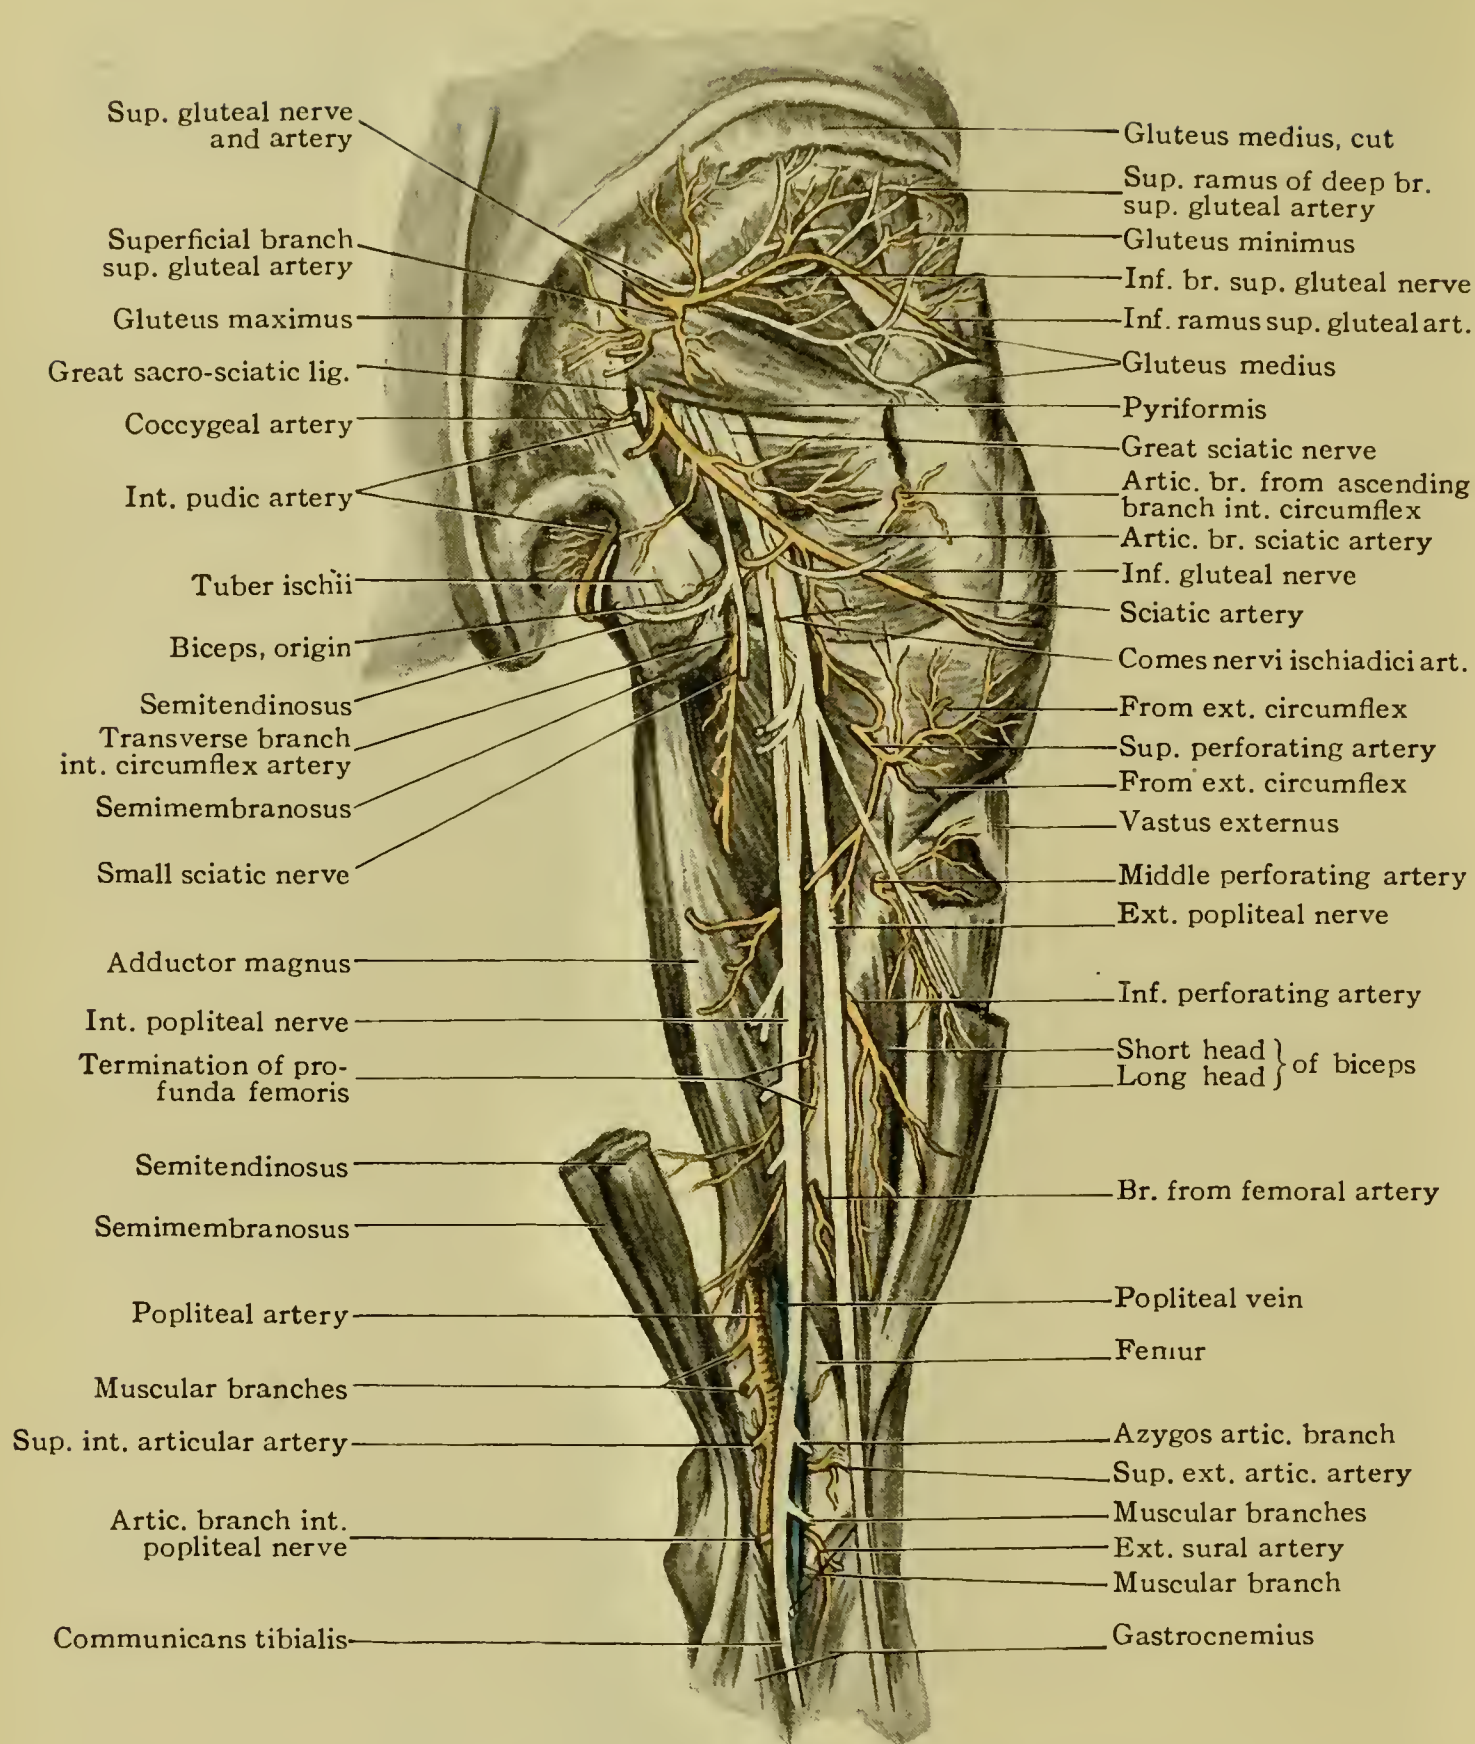 Sup. gluteal nerve
and artery
Superficial branch
sup. gluteal artery
Gluteus maximus
Great sacro-sciatic lig.
Coccygeal artery
Int. pudic artery
Tuber ischii
Biceps, origin
Semitendinosus
Transverse branch
int. circumflex artery
Semimembranosus
Small sciatic nerve
Adductor magnus
Int. popliteal nerve
Termination of pro-
funda femoris
Semitendinosus
Semimembranosus
Popliteal artery
Muscular branches
Sup. int. articular artery
Artic. branch int.
popliteal nerve
Communicans tibialis
Gluteus medius, cut
Sup. ramus of deep br.
sup. gluteal artery
Gluteus minimus
Inf. br. sup. gluteal nerve
Inf. ramus sup. gluteal art.
Gluteus medius
Pyriformis
Great sciatic nerve
Artic. br. from ascending
branch int. circumflex
Artic. br. sciatic artery
Inf. gluteal nerve
Sciatic artery
Comes nervi ischiadici art.
From ext. circumflex
Sup. perforating artery
From ext. circumflex
Vastus externus
Middle perforating artery
Ext. popliteal nerve
Inf. perforating artery
Short head } of biceps
Long head
Br. from femoral artery
Popliteal vein
Femur
Azygos artic. branch
Sup. ext. artic. artery
Muscular branches
Ext. sural artery
Muscular branch
Gastrocnemius